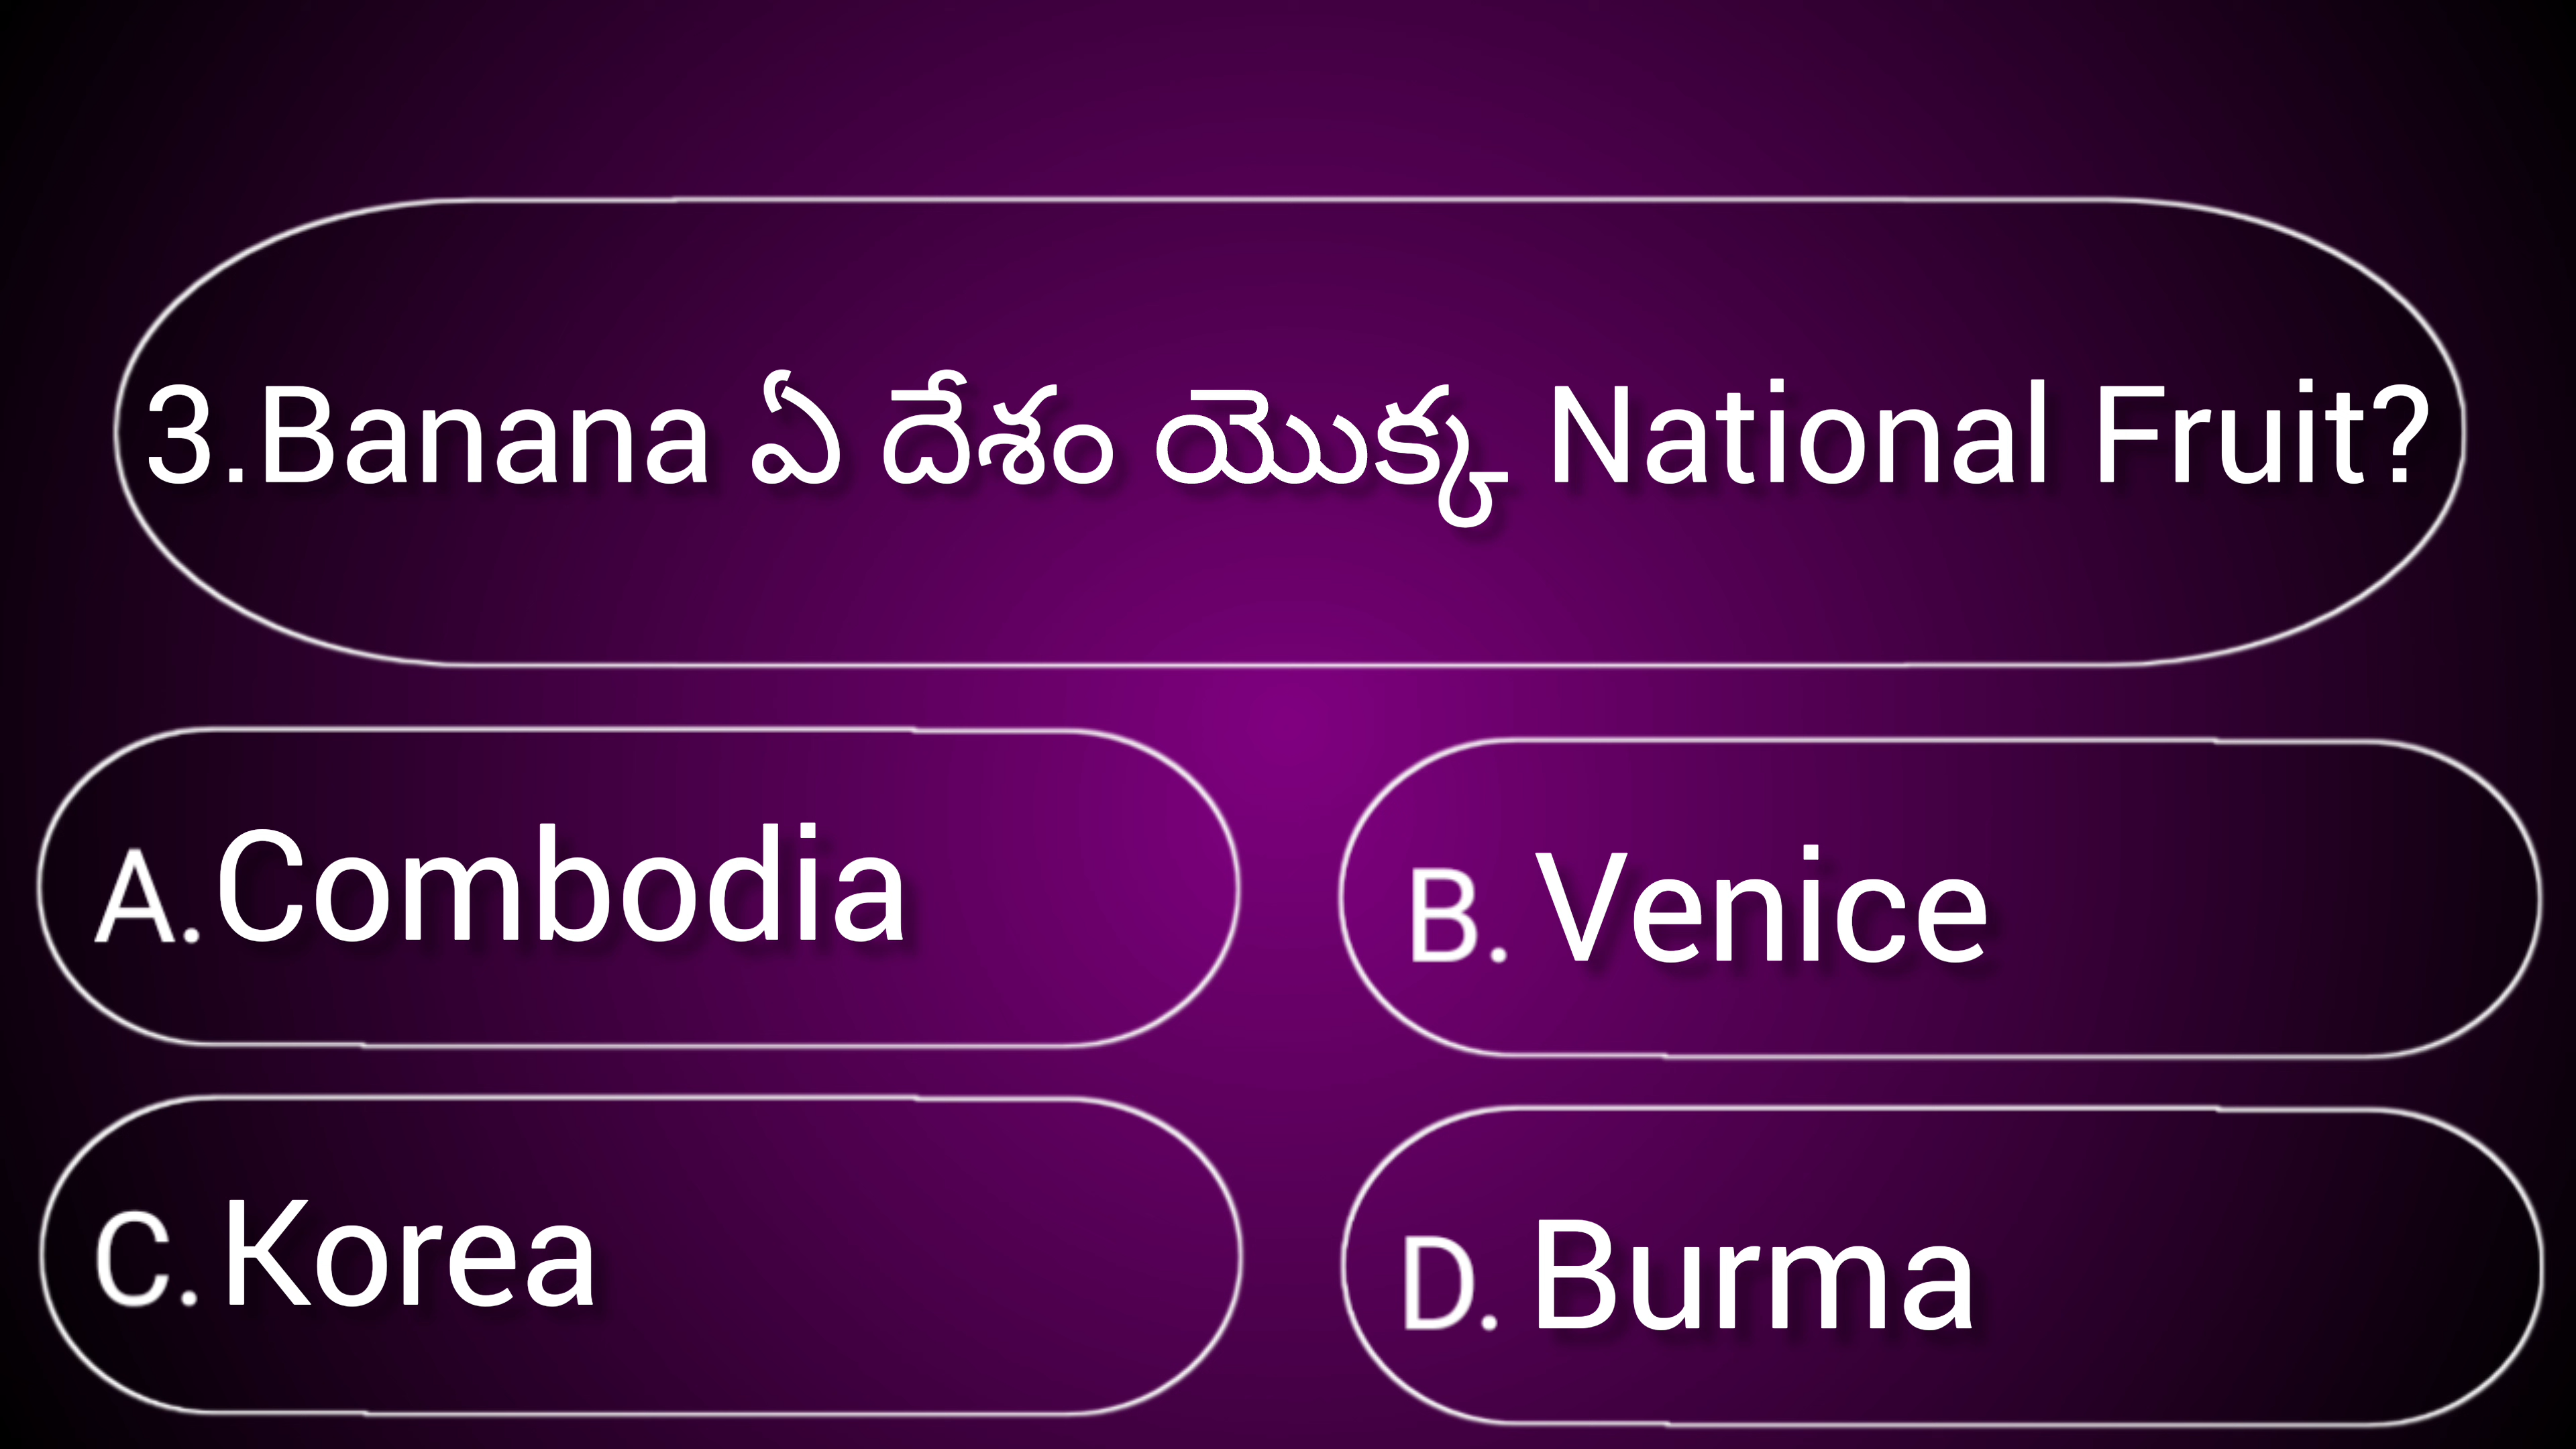 3.Banana ఏ దేశం యొక్క National Fruit?
A.Combodia
B. Venice
C. Korea
D. Burma